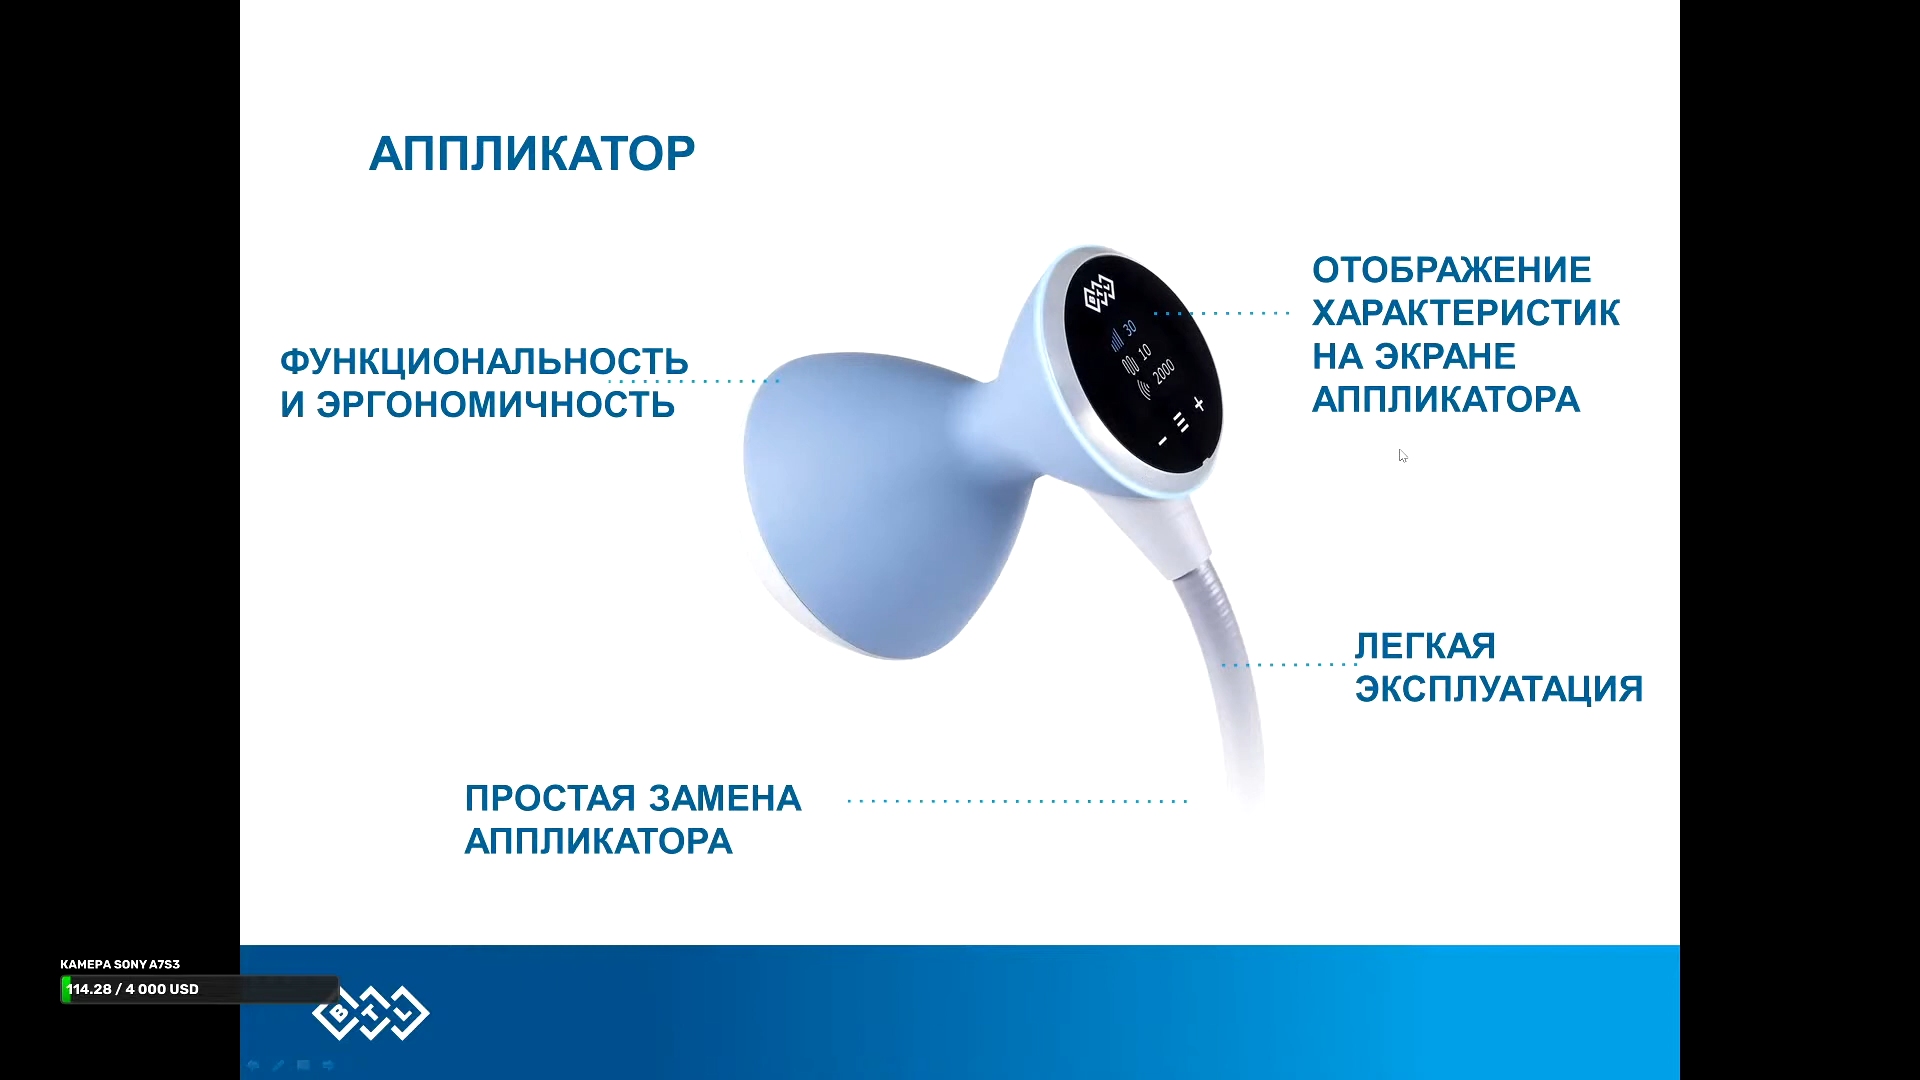 АППЛИКАТОР
ОТОБРАЖЕНИЕ
ХАРАКТЕРИСТИК
НА ЭКРАНЕ
АППЛИКАТОРА
ФУНКЦИОНАЛЬНОСТЬ
И ЭРГОНОМИЧНОСТЬ
BTL
30
10
2000
ЛЕГКАЯ
ЭКСПЛУАТАЦИЯ
ПРОСТАЯ ЗАМЕНА
АППЛИКАТОРА
КАМЕРА SONY A7S3
114.28 / 4 000 USD
BTL